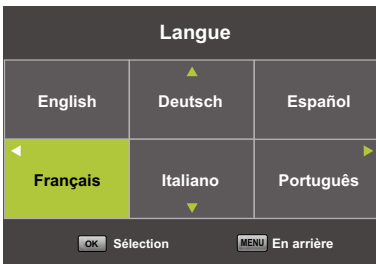 Langue
English Deutsch Español
Français Italiano Português
OK Sélection MENU En arrière